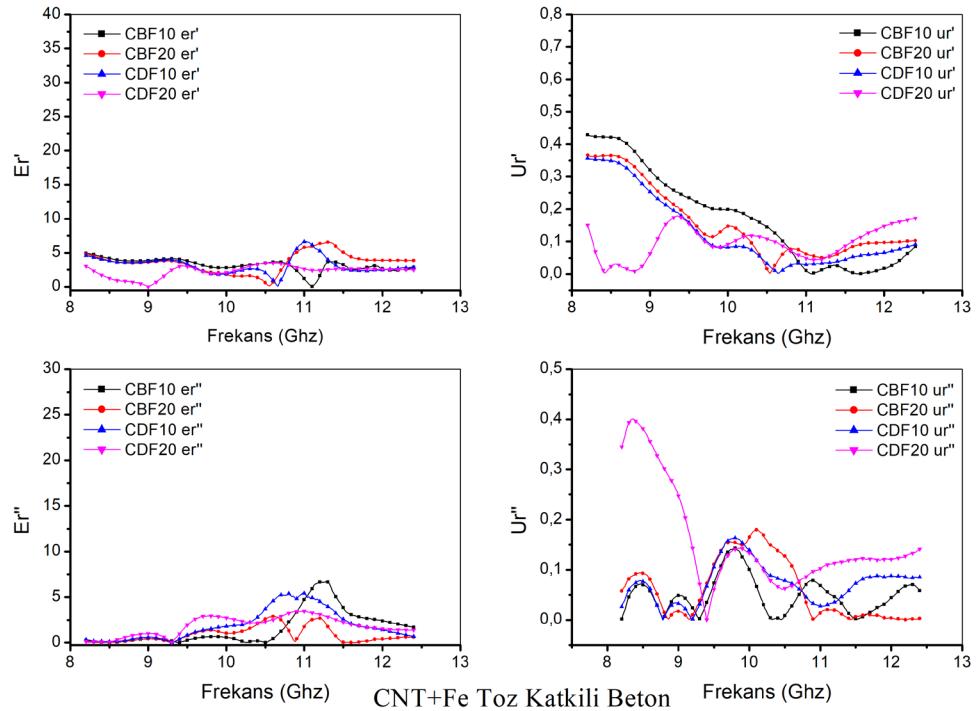 40
35
30
25
20
15
10
5
0
Er'
CBF10 er'
CBF20 er'
CDF10 er'
CDF20 er'
8 9 10 11 12 13
Frekans (Ghz)
0,8
0,7
0,6
0,5
0,4
0,3
0,2
0,1
0,0
Ur'
CBF10 ur'
CBF20 ur'
CDF10 ur'
CDF20 ur'
8 9 10 11 12 13
Frekans (Ghz)
30
25
20
15
10
5
0
Er"
CBF10 er"
CBF20 er"
CDF10 er"
CDF20 er"
8 9 10 11 12 13
Frekans (Ghz)
0,5
0,4
0,3
0,2
0,1
0,0
Ur"
CBF10 ur"
CBF20 ur"
CDF10 ur"
CDF20 ur"
8 9 10 11 12 13
Frekans (Ghz)
CNT+Fe Toz Katkili Beton